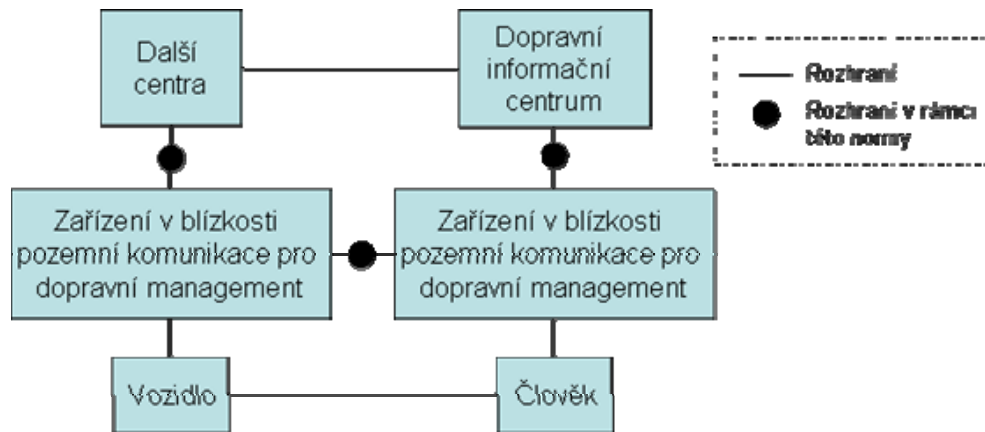 Další
centra
Dopravní
informační
centrum
Rozhraní
Rozhraní v rámci
této normy
Zařízení v blízkosti
pozemní komunikace pro
dopravní management
Zařízení v blízkosti
pozemní komunikace pro
dopravní management
Vozidlo
Člověk